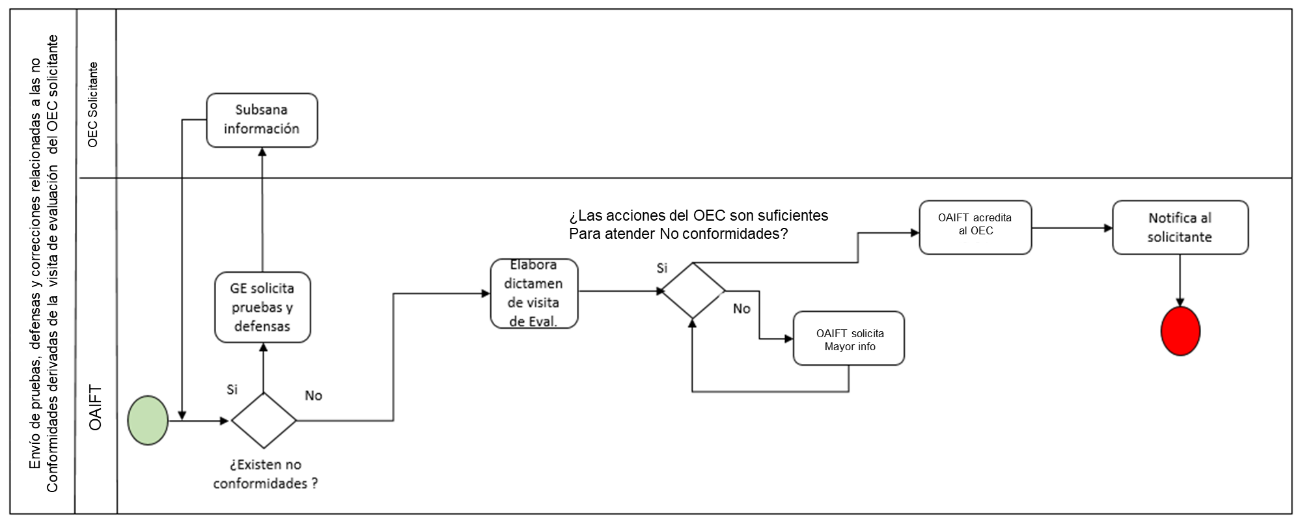 Envío de pruebas, defensas y correcciones relacionadas a las no
Conformidades derivadas de la visita de evaluación del OEC solicitante
OEC Solicitante
OAIFT
Subsana
información
GE solicita
pruebas y
defensas
Si
No
¿Existen no
conformidades ?
Elabora
dictamen
de visita
de Eval.
¿Las acciones del OEC son suficientes
Para atender No conformidades?
Si
No
OAIFT solicita
Mayor info
OAIFT acredita
al OEC
Notifica al
solicitante